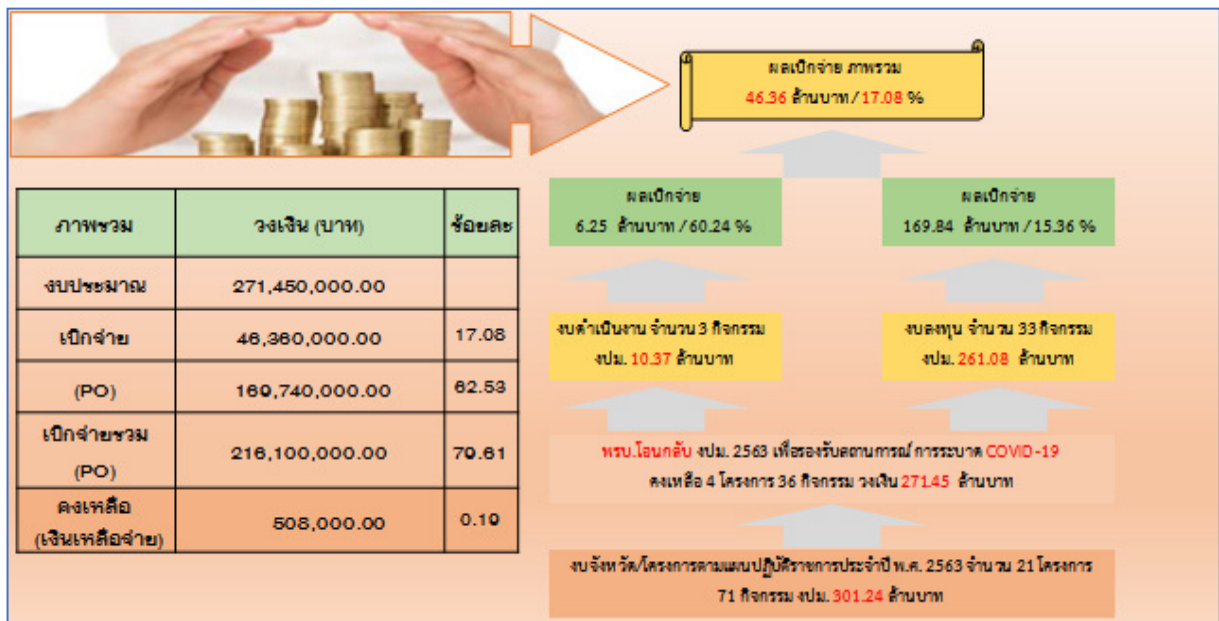 ผลเบิกจ่าย ภาพรวม
46.36 ล้านบาท / 17.08 %
ภาพรวม วงเงิน (บาท) ร้อยละ
งบประมาณ 271,450,000.00
เบิกจ่าย 46,360,000.00 17.08
(PO) 169,740,000.00 62.53
เบิกจ่ายรวม
(PO) 216,100,000.00 79.61
คงเหลือ
(เงินเหลือจ่าย) 508,000.00 0.19
ผลเบิกจ่าย
6.25 ล้านบาท / 60.24 %
ผลเบิกจ่าย
169.84 ล้านบาท / 15.36 %
งบดำเนินงาน จำนวน 3 กิจกรรม
งปม. 10.37 ล้านบาท
งบลงทุน จำนวน 33 กิจกรรม
งปม. 261.08 ล้านบาท
พรบ.โอนกลับ งปม. 2563 เพื่อรองรับสถานการณ์ การระบาด COVID-19
คงเหลือ 4 โครงการ 36 กิจกรรม วงเงิน 271.45 ล้านบาท
งบจังหวัด/โครงการตามแผนปฏิบัติราชการประจำปี พ.ศ. 2563 จำนวน 21 โครงการ
71 กิจกรรม งปม. 301.24 ล้านบาท